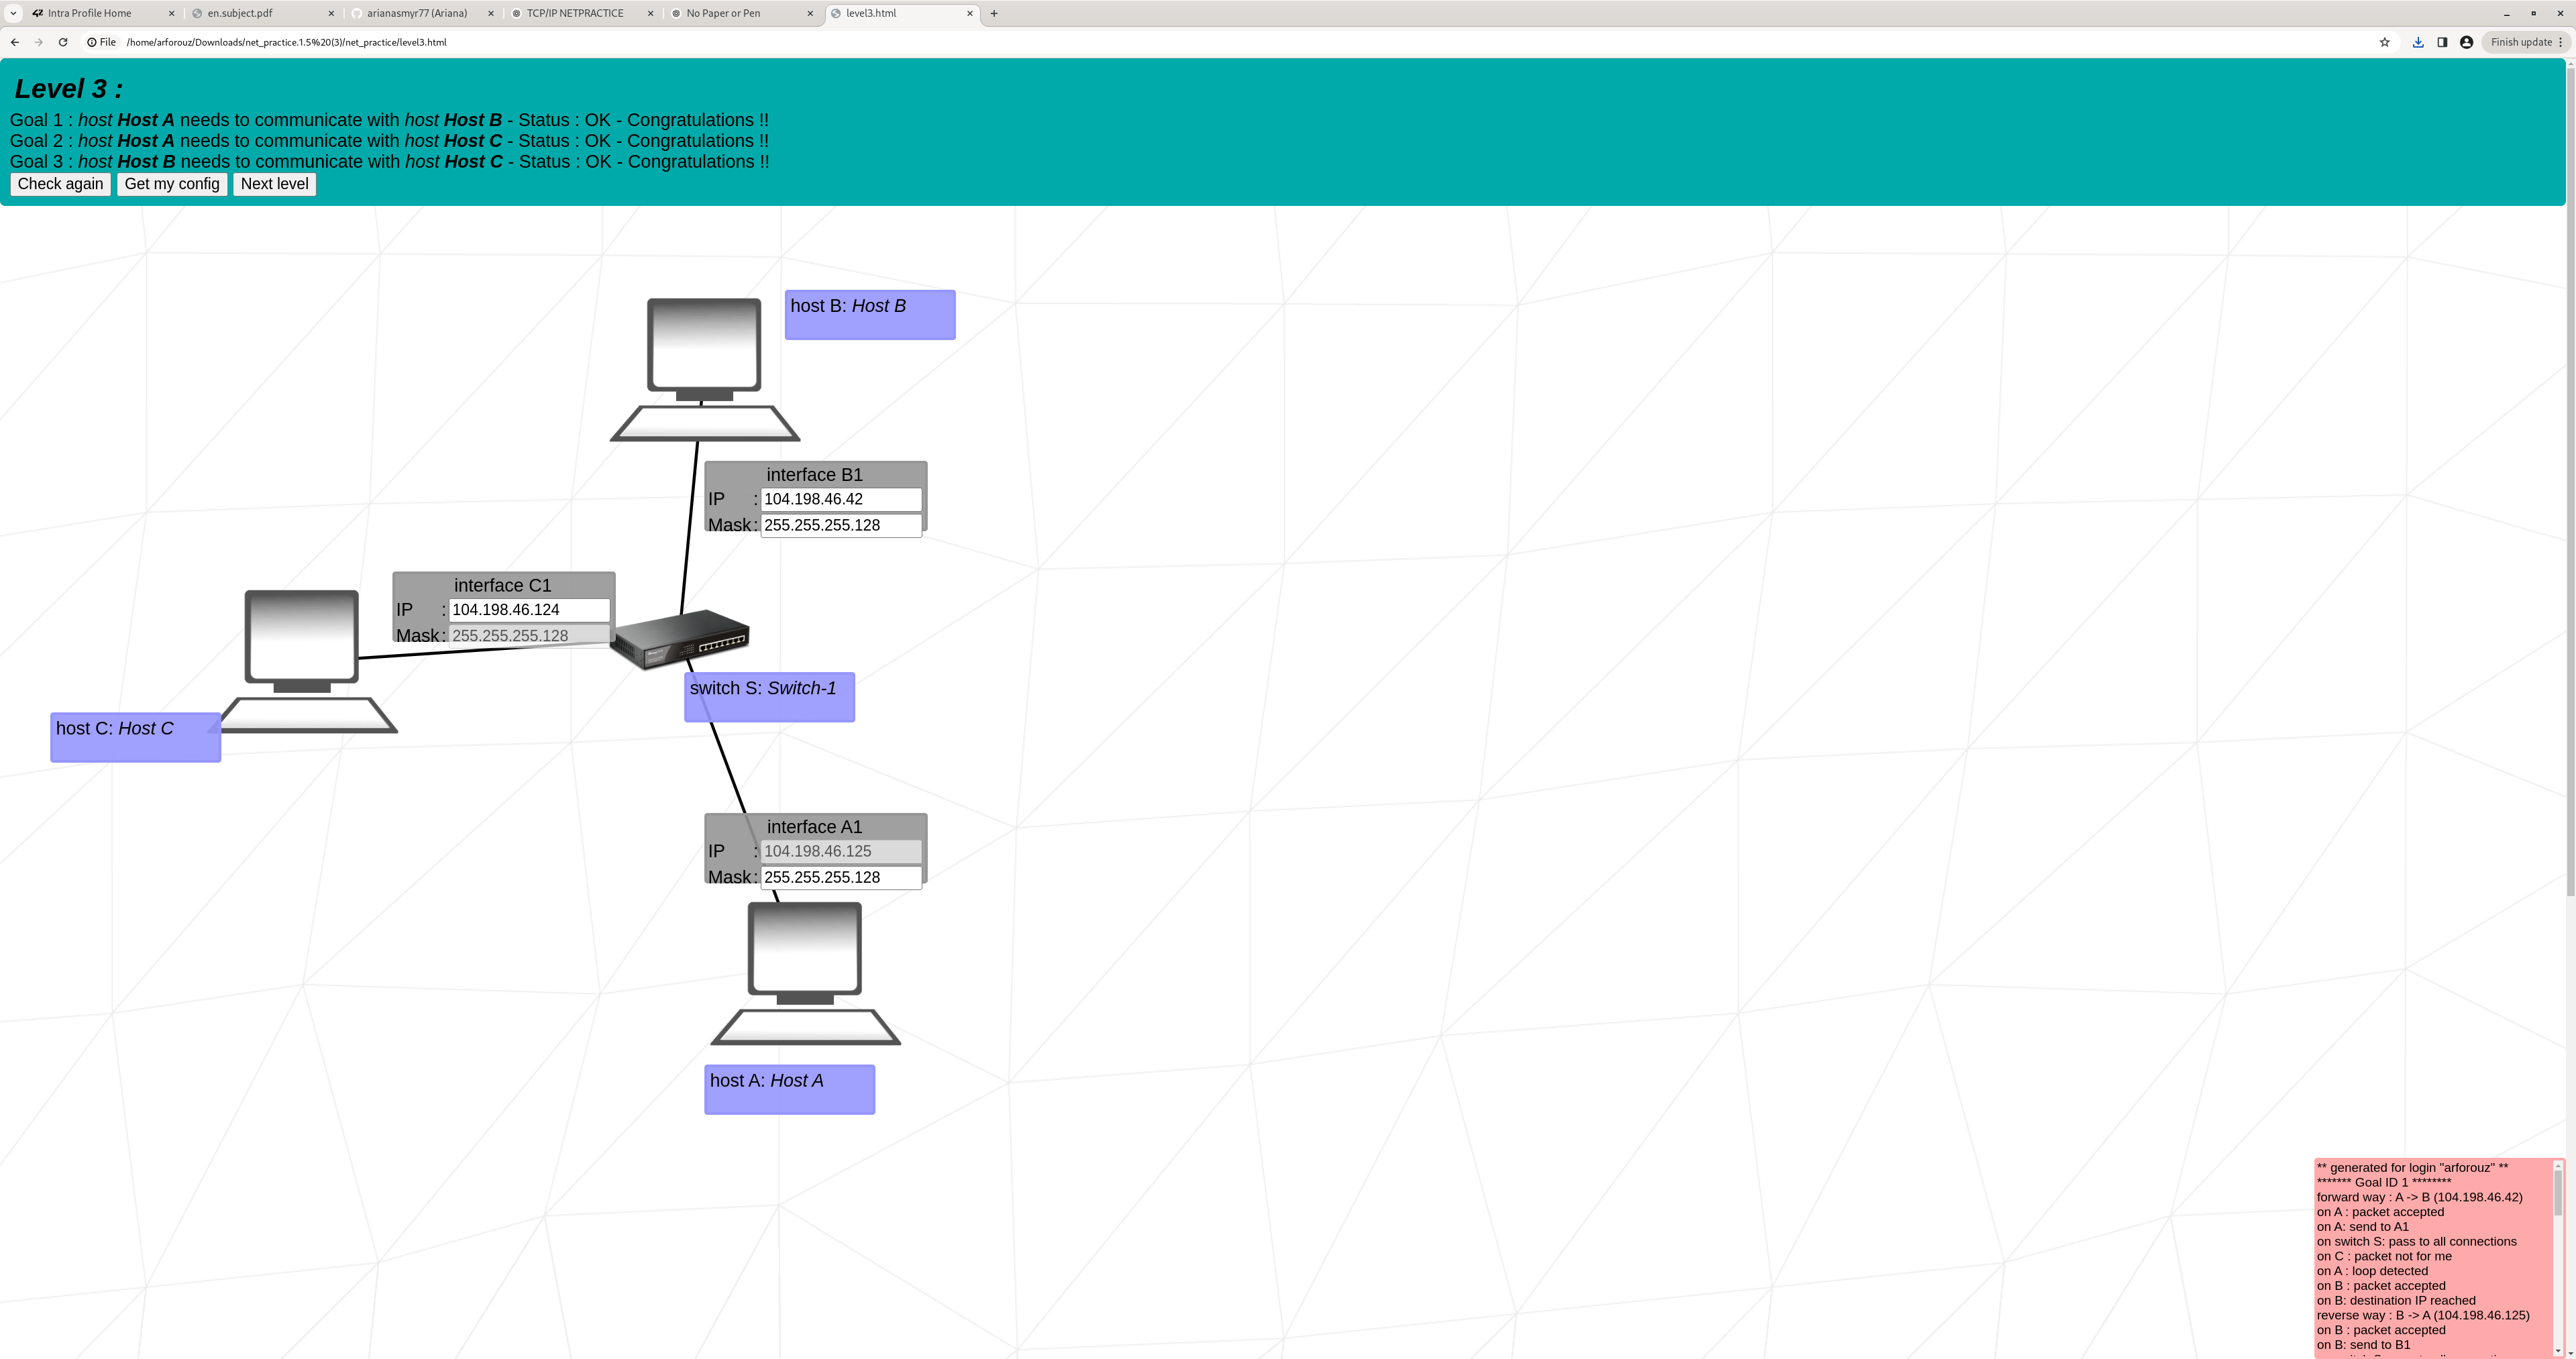 Intra Profile Home
en.subject.pdf
arianasmyr77 (Ariana)
TCP/IP NETPRACTICE
No Paper or Pen
level3.html
File /home/arforouz/Downloads/net_practice.1.5%20(3)/net_practice/level3.html
Finish update
Level 3 :
Goal 1 : host Host A needs to communicate with host Host B - Status : OK - Congratulations !!
Goal 2 : host Host A needs to communicate with host Host C - Status : OK - Congratulations !!
Goal 3 : host Host B needs to communicate with host Host C - Status : OK - Congratulations !!
Check again Get my config Next level
host B: Host B
interface B1
IP : 104.198.46.42
Mask : 255.255.255.128
interface C1
IP : 104.198.46.124
Mask : 255.255.255.128
switch S: Switch-1
host C: Host C
interface A1
IP : 104.198.46.125
Mask : 255.255.255.128
host A: Host A
** generated for login "arforouz" **
******* Goal ID 1 ********
forward way : A -> B (104.198.46.42)
on A : packet accepted
on A: send to A1
on switch S: pass to all connections
on C : packet not for me
on A : loop detected
on B : packet accepted
on B: destination IP reached
reverse way : B -> A (104.198.46.125)
on B : packet accepted
on B: send to B1